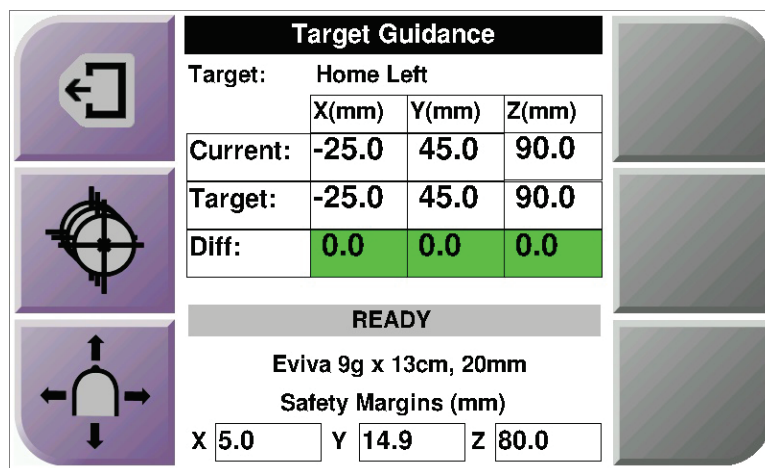 Target Guidance
Target: Home Left
X(mm) Y(mm) Z(mm)
Current: -25.0 45.0 90.0
Target: -25.0 45.0 90.0
Diff: 0.0 0.0 0.0
READY
Eviva 9g x 13cm, 20mm
Safety Margins (mm)
X 5.0 Y 14.9 Z 80.0